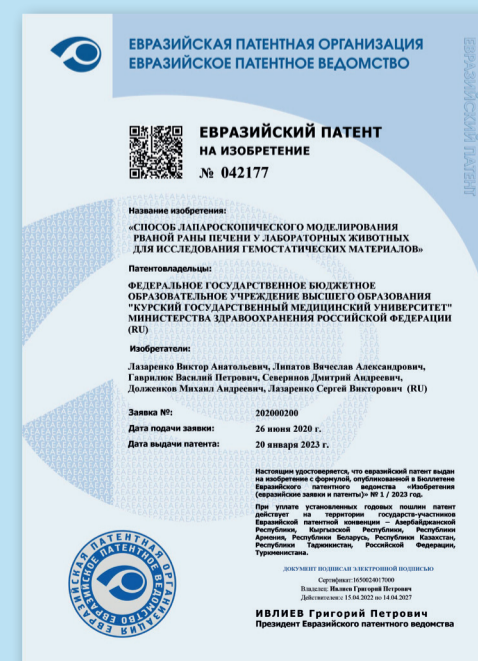 ЕВРАЗИЙСКАЯ ПАТЕНТНАЯ ОРГАНИЗАЦИЯ
ЕВРАЗИЙСКОЕ ПАТЕНТНОЕ ВЕДОМСТВО
ЕВРАЗИЙСКИЙ ПАТЕНТ
ЕВРАЗИЙСКИЙ ПАТЕНТ
НА ИЗОБРЕТЕНИЕ
№ 042177
Название изобретения:
«СПОСОБ ЛАПАРОСКОПИЧЕСКОГО МОДЕЛИРОВАНИЯ
РВАНОЙ РАНЫ ПЕЧЕНИ У ЛАБОРАТОРНЫХ ЖИВОТНЫХ
ДЛЯ ИССЛЕДОВАНИЯ ГЕМОСТАТИЧЕСКИХ МАТЕРИАЛОВ»
Патентовладельцы:
ФЕДЕРАЛЬНОЕ ГОСУДАРСТВЕННОЕ БЮДЖЕТНОЕ
ОБРАЗОВАТЕЛЬНОЕ УЧРЕЖДЕНИЕ ВЫСШЕГО ОБРАЗОВАНИЯ
"КУРСКИЙ ГОСУДАРСТВЕННЫЙ МЕДИЦИНСКИЙ УНИВЕРСИТЕТ"
МИНИСТЕРСТВА ЗДРАВООХРАНЕНИЯ РОССИЙСКОЙ ФЕДЕРАЦИИ
(RU)
Изобретатели:
Лазаренко Виктор Анатольевич, Липатов Вячеслав Александрович,
Гаврилюк Василий Петрович, Северинов Дмитрий Андреевич,
Долженков Михаил Андреевич, Лазаренко Сергей Викторович (RU)
Заявка №: 202000200
Дата подачи заявки: 26 июня 2020 г.
Дата выдачи патента: 20 января 2023 г.
Настоящим удостоверяется, что евразийский патент выдан
на изобретение с формулой, опубликованной в Бюллетене
Евразийского патентного ведомства «Изобретения
(евразийские заявки и патенты)» № 1 / 2023 год.
При уплате установленных годовых пошлин патент
действует на территории государств-участников
Евразийской патентной конвенции – Азербайджанской
Республики, Кыргызской Республики, Республики
Армения, Республики Беларусь, Республики Казахстан,
Республики Таджикистан, Российской Федерации,
Туркменистана.
ДОКУМЕНТ ПОДПИСАН ЭЛЕКТРОННОЙ ПОДПИСЬЮ
Сертификат: 1650024017000
Владелец: Ивлиев Григорий Петрович
Действителен: с 15.04.2022 по 14.04.2027
ИВЛИЕВ Григорий Петрович
Президент Евразийского патентного ведомства
ЕВРАЗИЙСКАЯ ПАТЕНТНАЯ ОРГАНИЗАЦИЯ
ЕВРАЗИЙСКОЕ ПАТЕНТНОЕ ВЕДОМСТВО